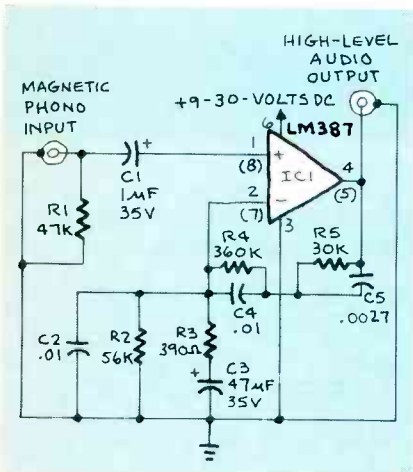 HIGH-LEVEL
AUDIO
OUTPUT
MAGNETIC
PHONO
INPUT
+9-30-VOLTS DC
6
LM387
C1
1µF
35V
+
1
(8)
+
IC1
4
(5)
2
(7)
-
3
R1
47K
R4
360K
R5
30K
C4
.01
C5
.0027
C2
.01
R2
56K
R3
390Ω
+
C3
47µF
35V